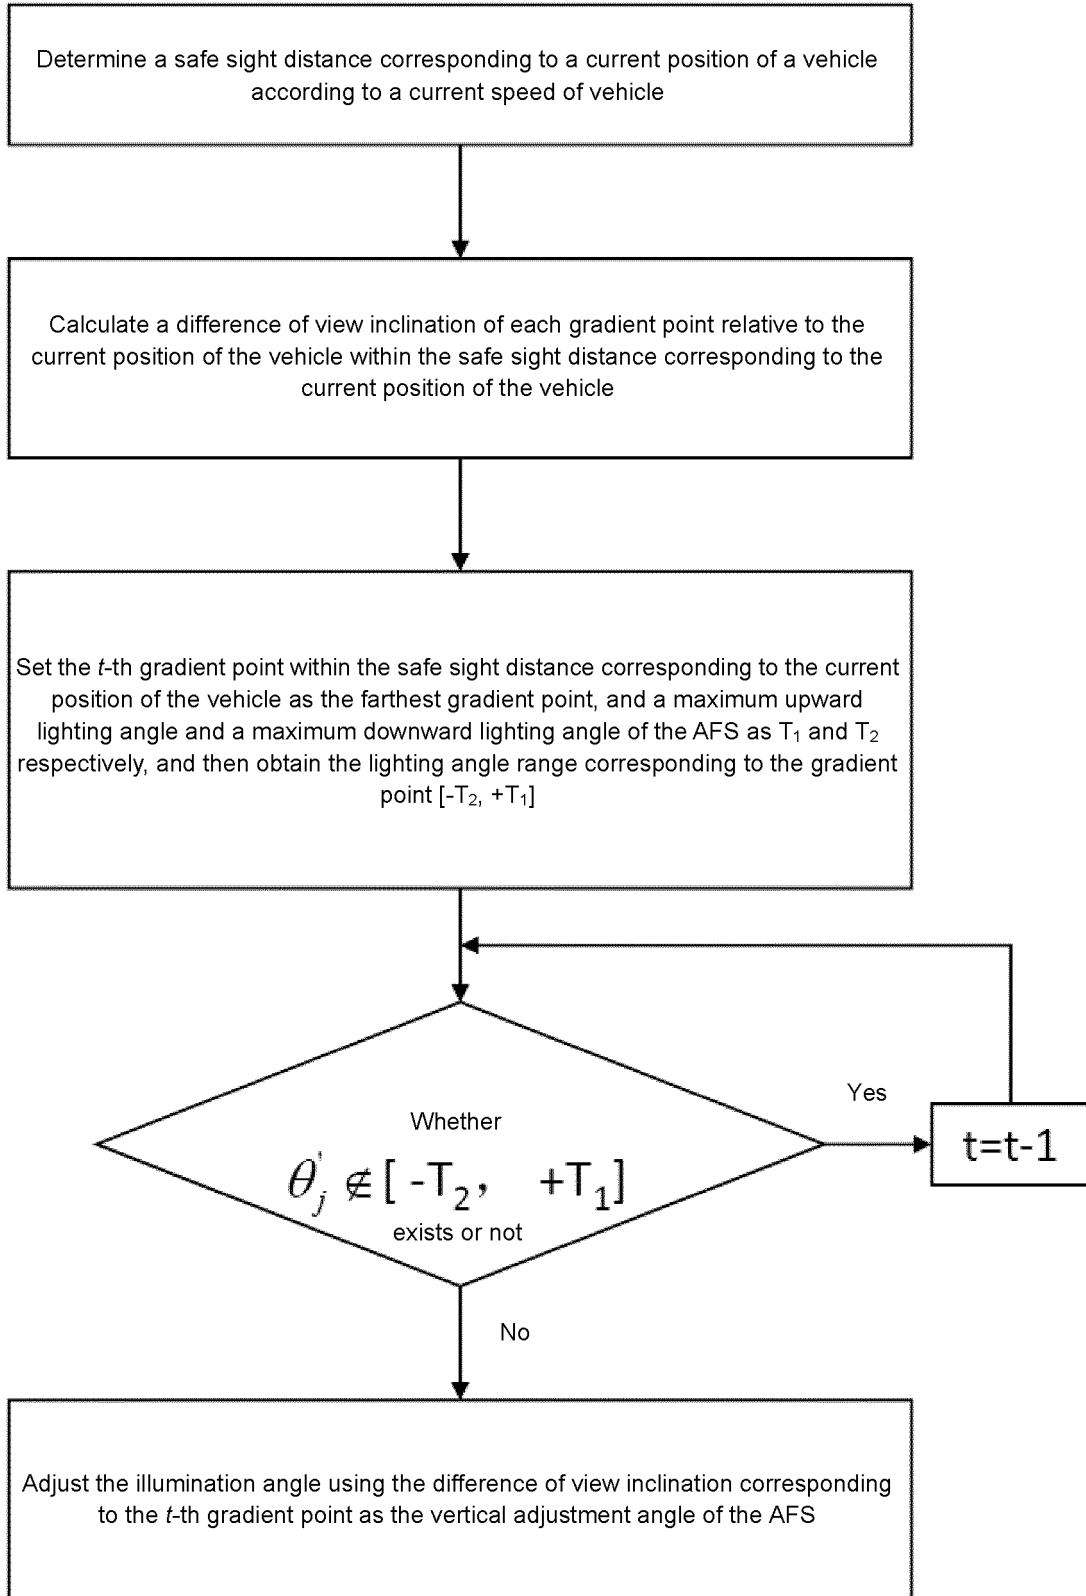 Determine a safe sight distance corresponding to a current position of a vehicle
according to a current speed of vehicle
Calculate a difference of view inclination of each gradient point relative to the
current position of the vehicle within the safe sight distance corresponding to the
current position of the vehicle
Set the t-th gradient point within the safe sight distance corresponding to the current
position of the vehicle as the farthest gradient point, and a maximum upward
lighting angle and a maximum downward lighting angle of the AFS as T₁ and T₂
respectively, and then obtain the lighting angle range corresponding to the gradient
point [-T₂, +T₁]
Whether
θ'ⱼ ∉ [ -T₂, +T₁]
exists or not
Yes
t=t-1
No
Adjust the illumination angle using the difference of view inclination corresponding
to the t-th gradient point as the vertical adjustment angle of the AFS